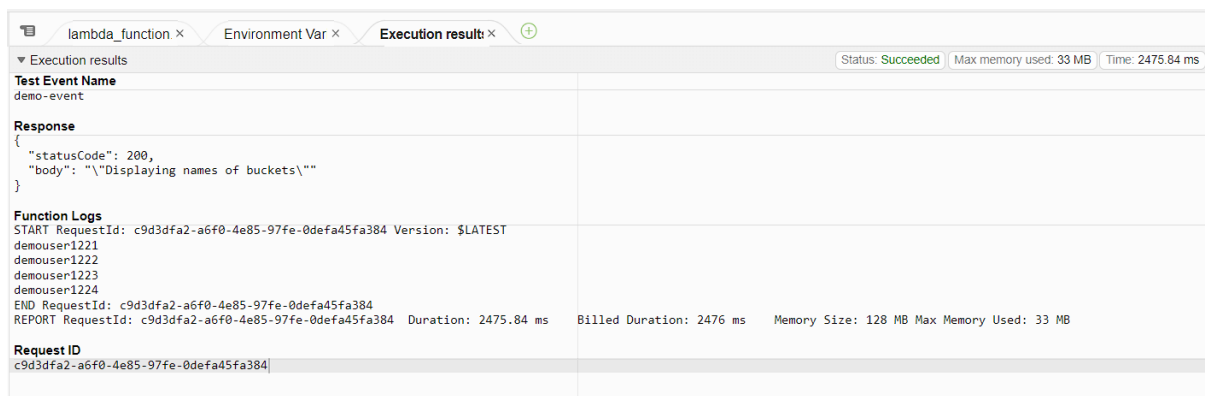 lambda_function × Environment Var × Execution results ×
Execution results Status: Succeeded Max memory used: 33 MB Time: 2475.84 ms
Test Event Name
demo-event
Response
{
  "statusCode": 200,
  "body": "\"Displaying names of buckets\""
}
Function Logs
START RequestId: c9d3dfa2-a6f0-4e85-97fe-0defa45fa384 Version: $LATEST
demouser1221
demouser1222
demouser1223
demouser1224
END RequestId: c9d3dfa2-a6f0-4e85-97fe-0defa45fa384
REPORT RequestId: c9d3dfa2-a6f0-4e85-97fe-0defa45fa384  Duration: 2475.84 ms    Billed Duration: 2476 ms    Memory Size: 128 MB Max Memory Used: 33 MB
Request ID
c9d3dfa2-a6f0-4e85-97fe-0defa45fa384